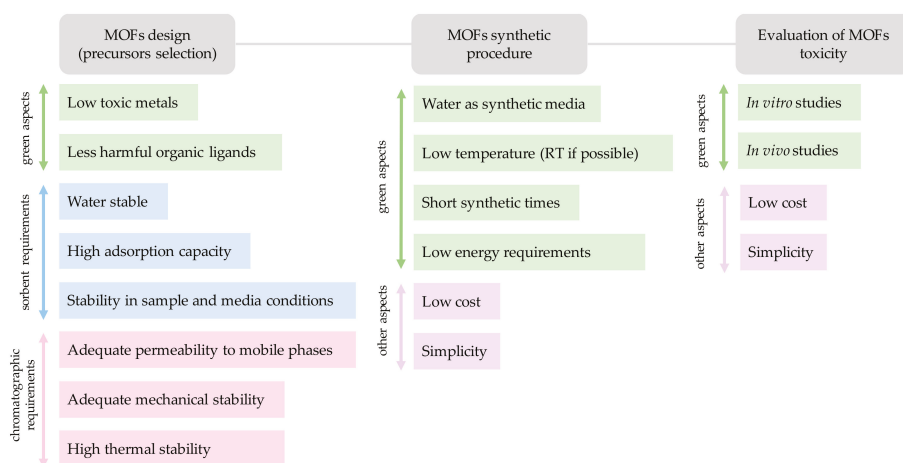 MOFs design
(precursors selection)
green aspects
Low toxic metals
Less harmful organic ligands
sorbent requirements
Water stable
High adsorption capacity
Stability in sample and media conditions
chromatographic
requirements
Adequate permeability to mobile phases
Adequate mechanical stability
High thermal stability
MOFs synthetic
procedure
green aspects
Water as synthetic media
Low temperature (RT if possible)
Short synthetic times
Low energy requirements
other aspects
Low cost
Simplicity
Evaluation of MOFs
toxicity
green aspects
In vitro studies
In vivo studies
other aspects
Low cost
Simplicity